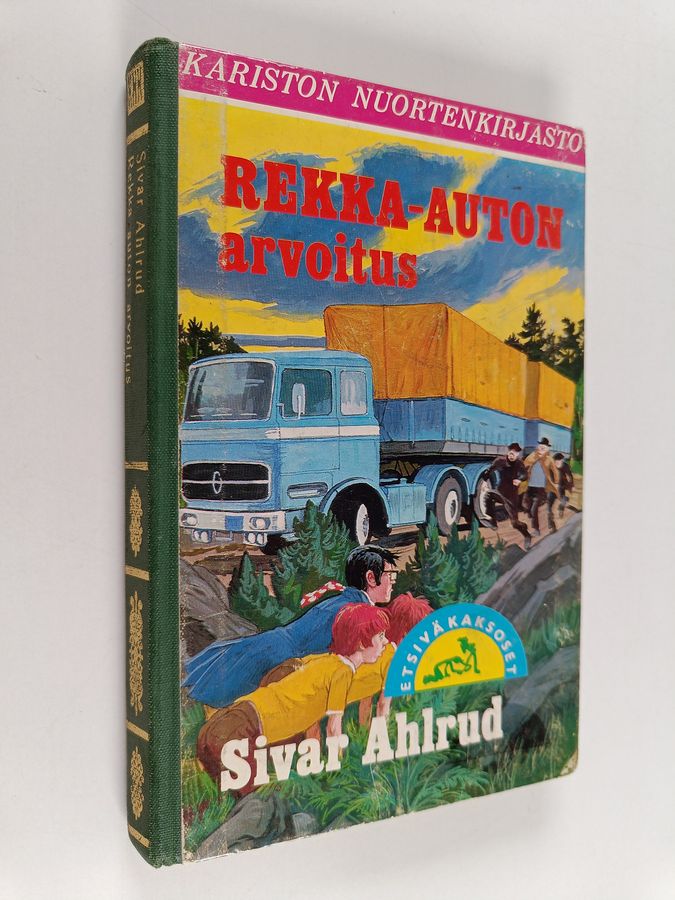 KARISTON NUORTENKIRJASTO
REKKA-AUTON
arvoitus
ETSIVÄKAKSOSET
Sivar Ahlrud
Sivar Ahlrud
Rekka-auton arvoitus